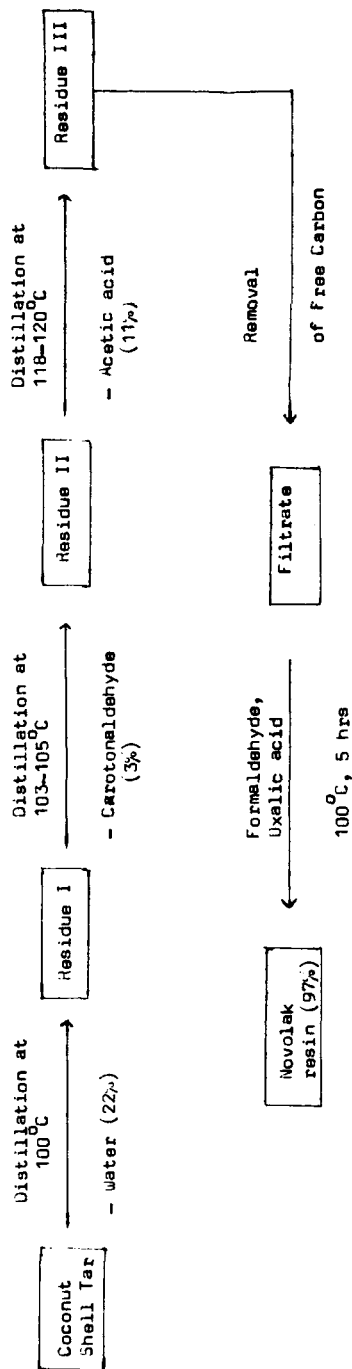 Coconut
Shell Tar
Distillation at
100°C
- Water (22%)
Residue I
Distillation at
103-105°C
- Carotonaldehyde
(3%)
Residue II
Distillation at
118-120°C
- Acetic acid
(11%)
Residue III
Removal
of Free Carbon
Filtrate
Formaldehyde,
Oxalic acid
100°C, 5 hrs
Novolak
resin (97%)